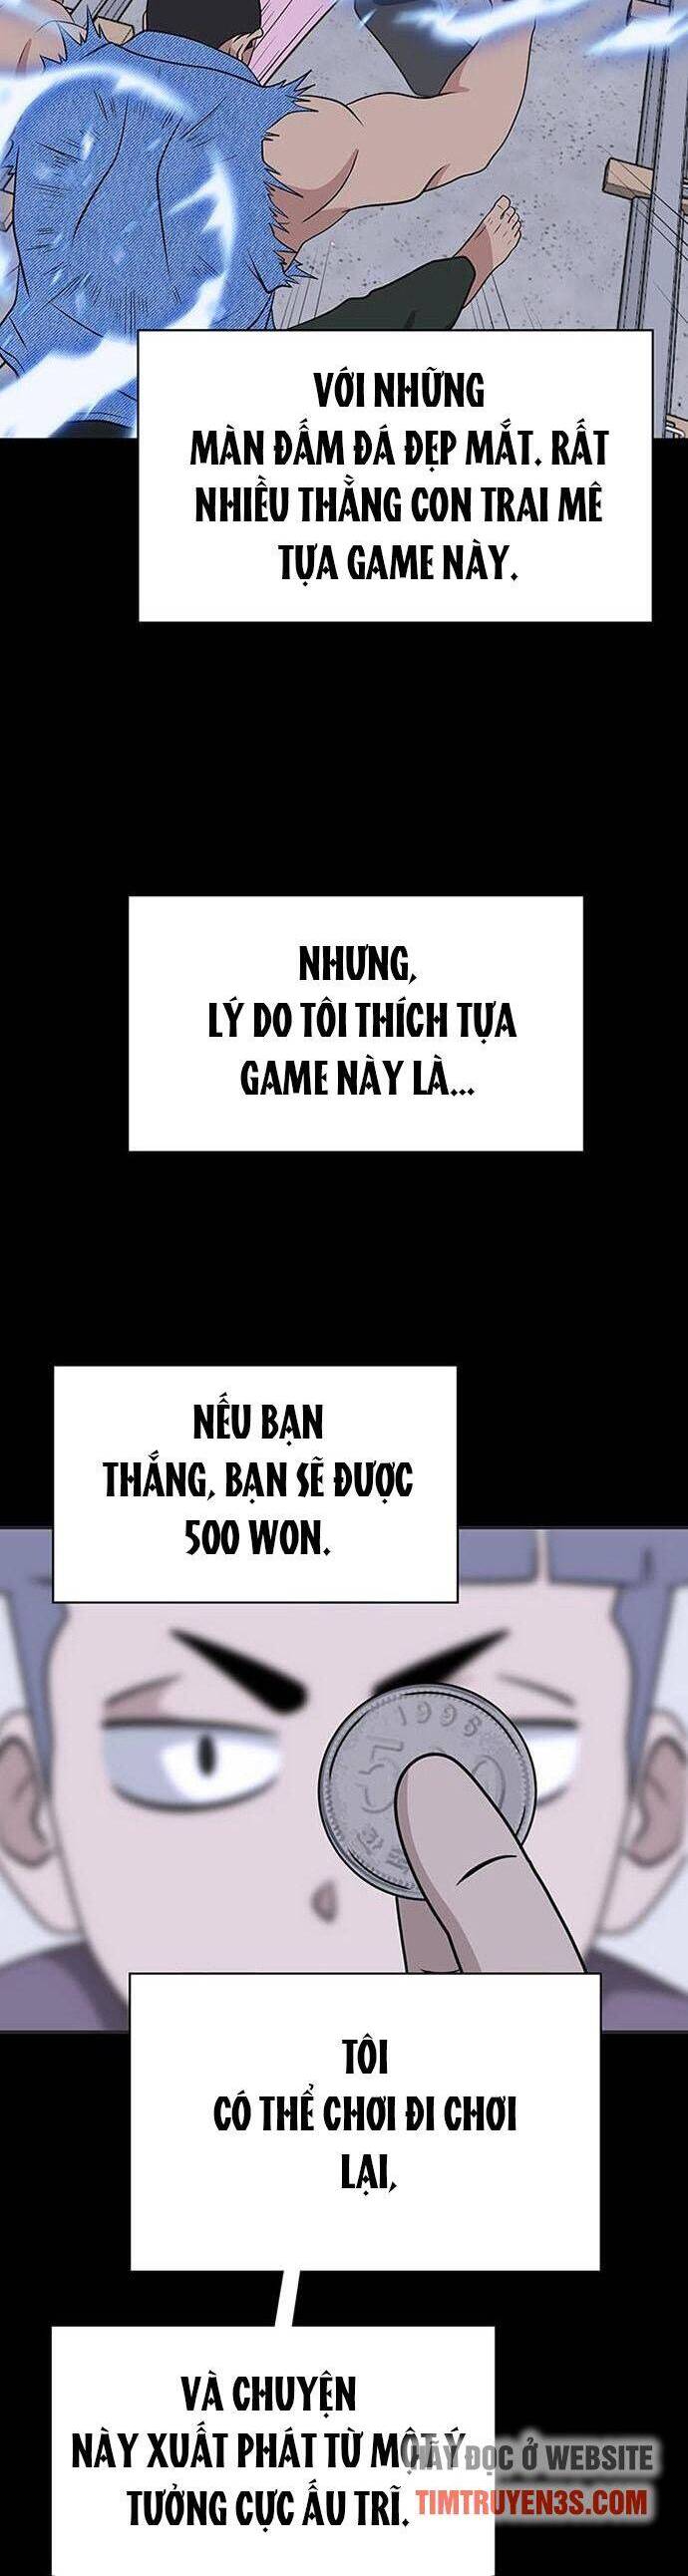 VỚI NHỮNG
MÀN ĐẤM ĐÁ ĐẸP MẮT. RẤT
NHIỀU THẰNG CON TRAI MÊ
TỰA GAME NÀY.
NHƯNG,
LÝ DO TÔI THÍCH TỰA
GAME NÀY LÀ...
NẾU BẠN
THẮNG, BẠN SẼ ĐƯỢC
500 WON.
1998
500
TÔI
CÓ THỂ CHƠI ĐI CHƠI
LẠI,
VÀ CHUYỆN
NÀY XUẤT PHÁT TỪ MỘT Ý
TƯỞNG CỰC ẤU TRĨ.
HÃY ĐỌC Ở WEBSITE
TIMTRUYEN3S.COM